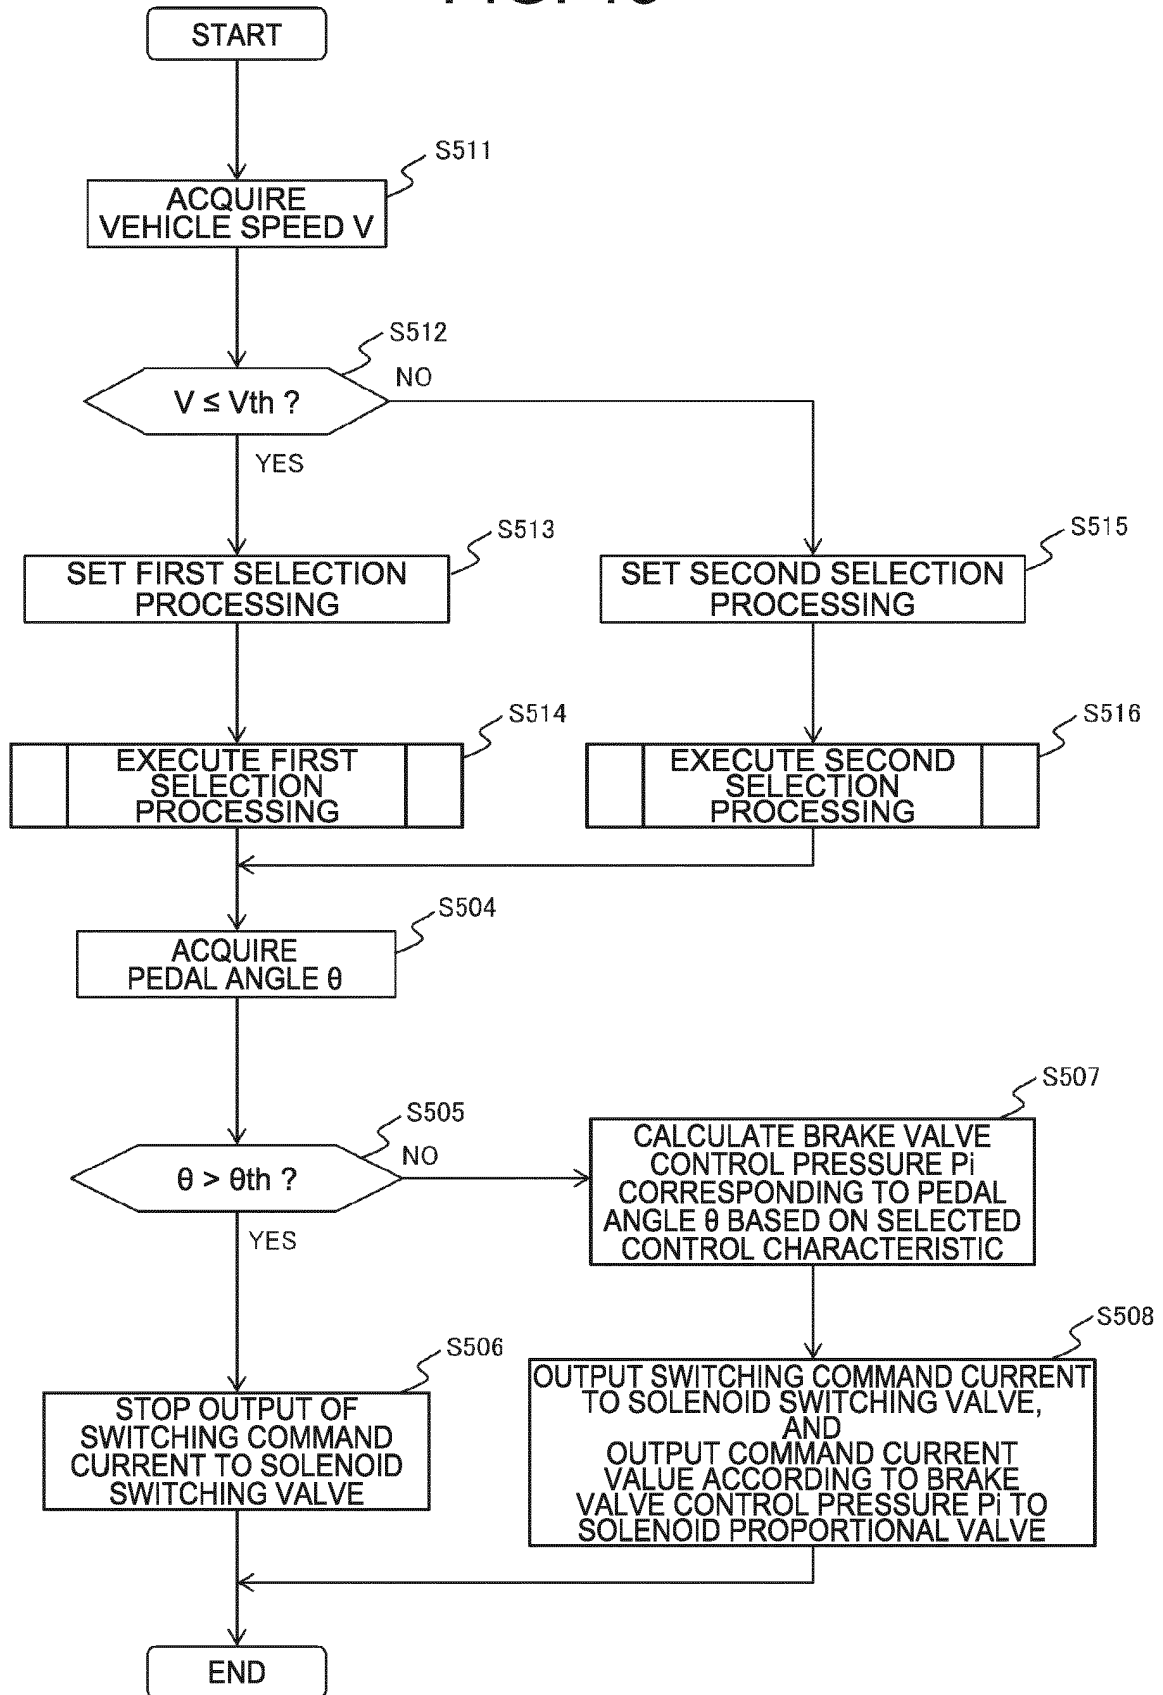 START
S511
ACQUIRE
VEHICLE SPEED V
S512
V ≤ Vth ?
NO
YES
S513
SET FIRST SELECTION
PROCESSING
S515
SET SECOND SELECTION
PROCESSING
S514
EXECUTE FIRST
SELECTION
PROCESSING
S516
EXECUTE SECOND
SELECTION
PROCESSING
S504
ACQUIRE
PEDAL ANGLE θ
S505
θ > θth ?
NO
YES
S507
CALCULATE BRAKE VALVE
CONTROL PRESSURE Pi
CORRESPONDING TO PEDAL
ANGLE θ BASED ON SELECTED
CONTROL CHARACTERISTIC
S506
STOP OUTPUT OF
SWITCHING COMMAND
CURRENT TO SOLENOID
SWITCHING VALVE
S508
OUTPUT SWITCHING COMMAND CURRENT
TO SOLENOID SWITCHING VALVE,
AND
OUTPUT COMMAND CURRENT
VALUE ACCORDING TO BRAKE
VALVE CONTROL PRESSURE Pi TO
SOLENOID PROPORTIONAL VALVE
END